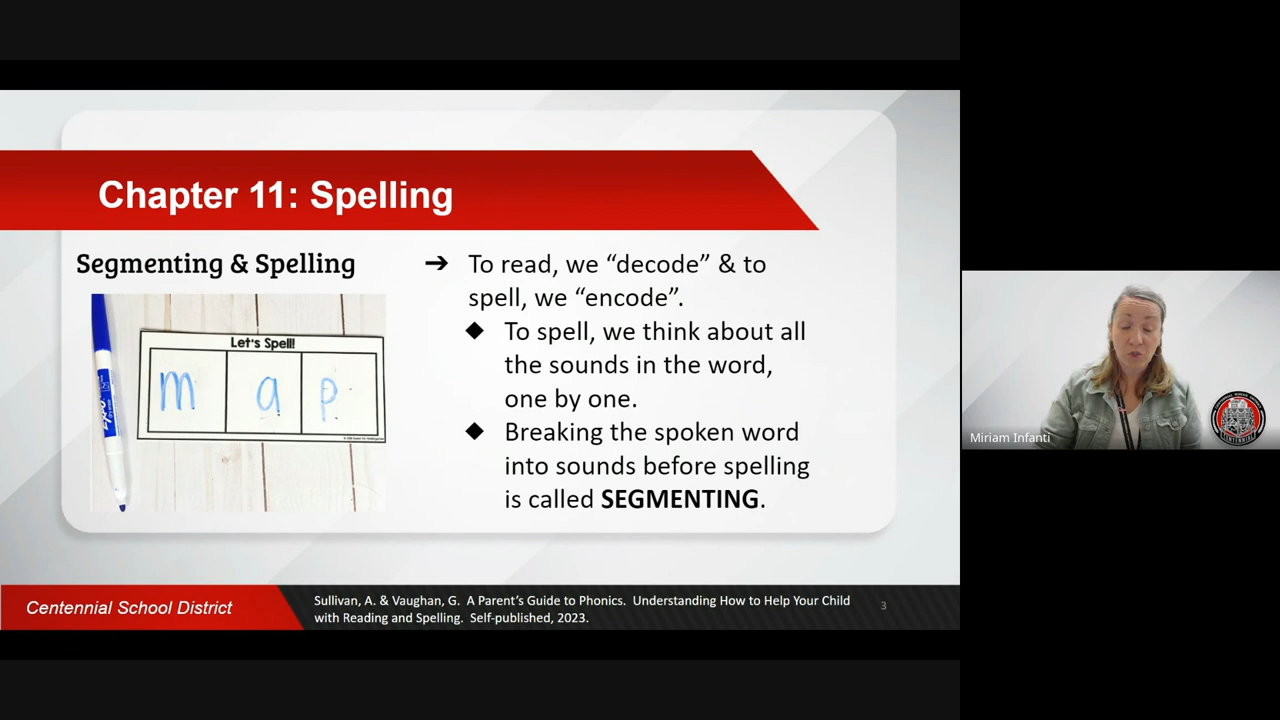 Chapter 11: Spelling
Segmenting & Spelling
Let's Spell!
m a p
➔ To read, we “decode” & to
spell, we “encode”.
◆ To spell, we think about all
the sounds in the word,
one by one.
◆ Breaking the spoken word
into sounds before spelling
is called SEGMENTING.
Centennial School District
Sullivan, A. & Vaughan, G. A Parent’s Guide to Phonics. Understanding How to Help Your Child
with Reading and Spelling. Self-published, 2023.
3
Miriam Infanti